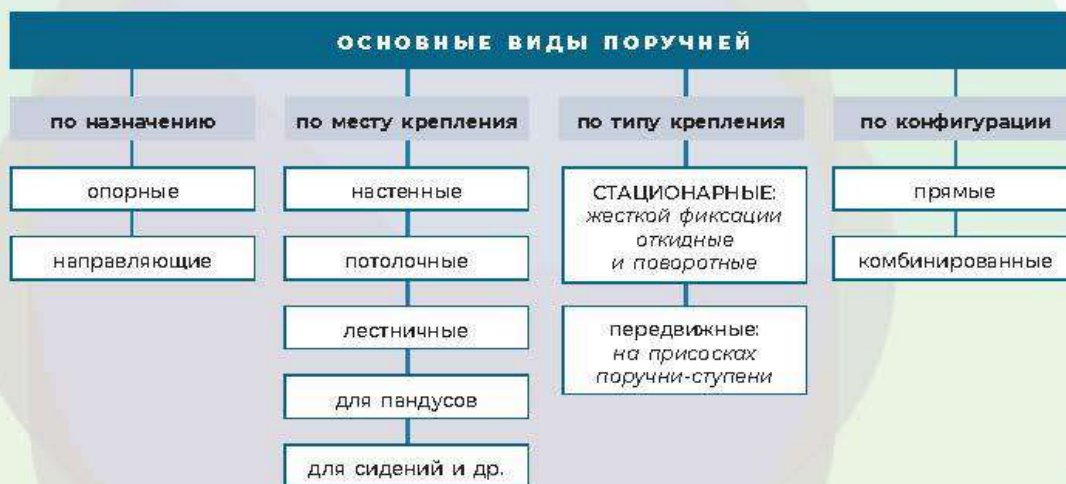 ОСНОВНЫЕ ВИДЫ ПОРУЧНЕЙ
по назначению
опорные
направляющие
по месту крепления
настенные
потолочные
лестничные
для пандусов
для сидений и др.
по типу крепления
СТАЦИОНАРНЫЕ:
жесткой фиксации
откидные
и поворотные
передвижные:
на присосках
поручни-ступени
по конфигурации
прямые
комбинированные